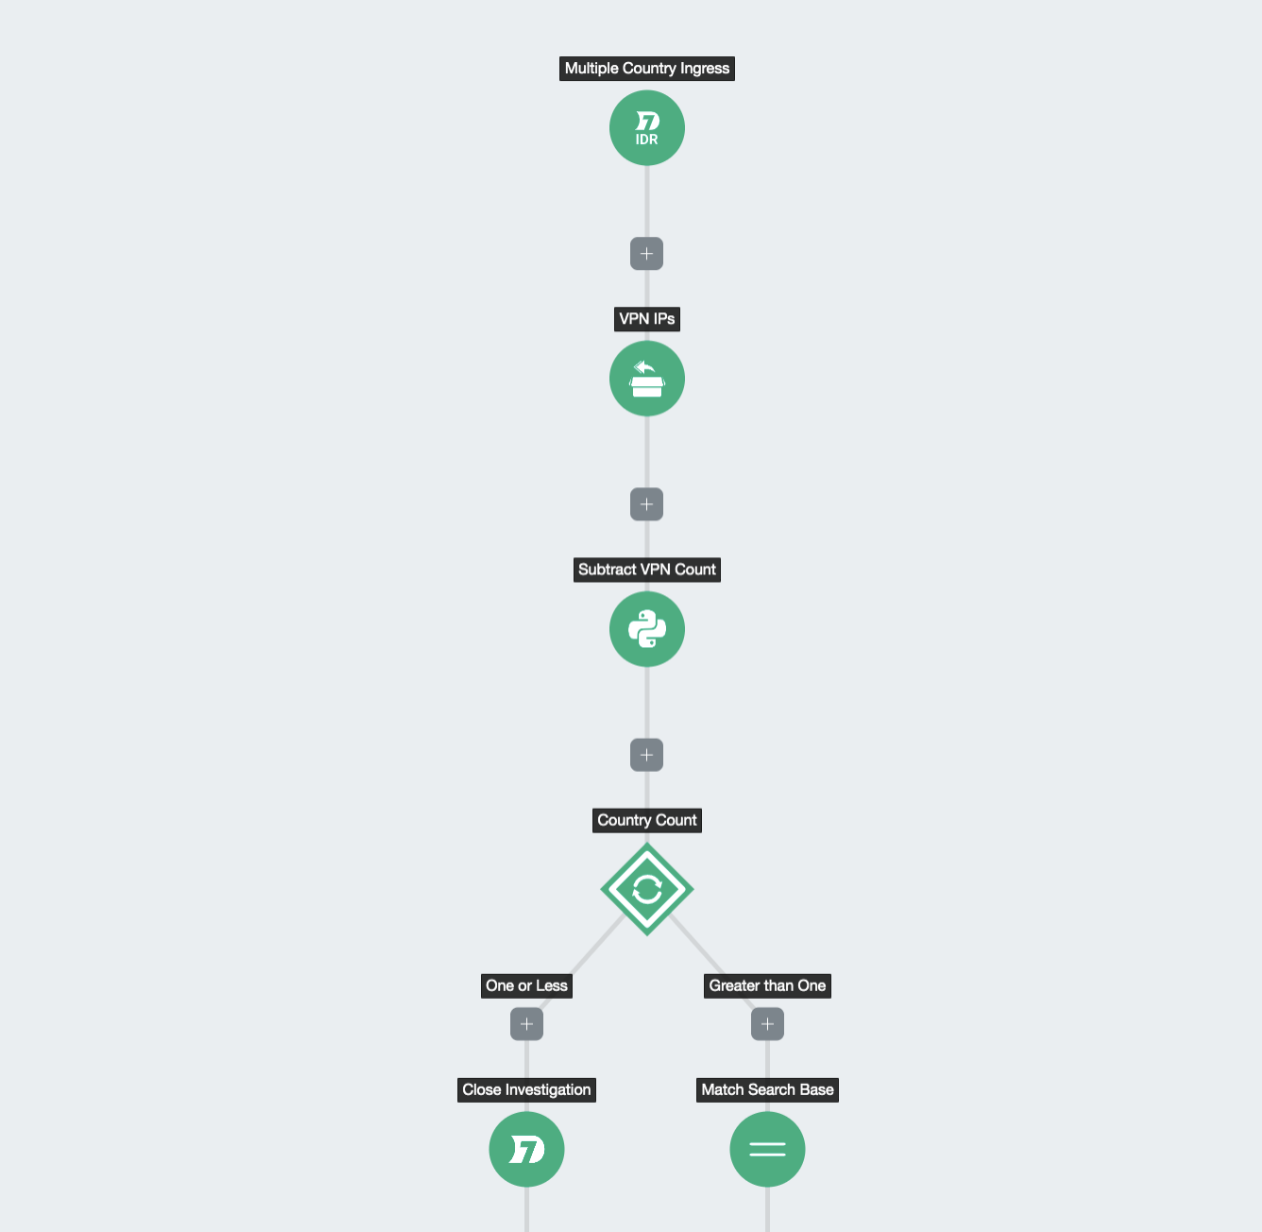 Multiple Country Ingress
IDR
VPN IPs
Subtract VPN Count
Country Count
One or Less
Greater than One
Close Investigation
Match Search Base